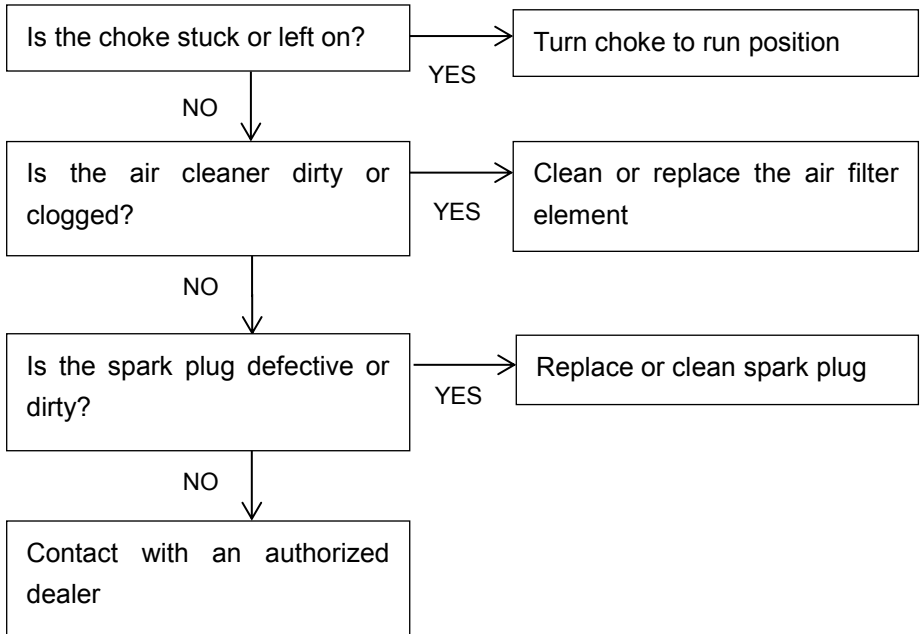 Is the choke stuck or left on?
YES
Turn choke to run position
NO
Is the air cleaner dirty or
clogged?
YES
Clean or replace the air filter
element
NO
Is the spark plug defective or
dirty?
YES
Replace or clean spark plug
NO
Contact with an authorized
dealer